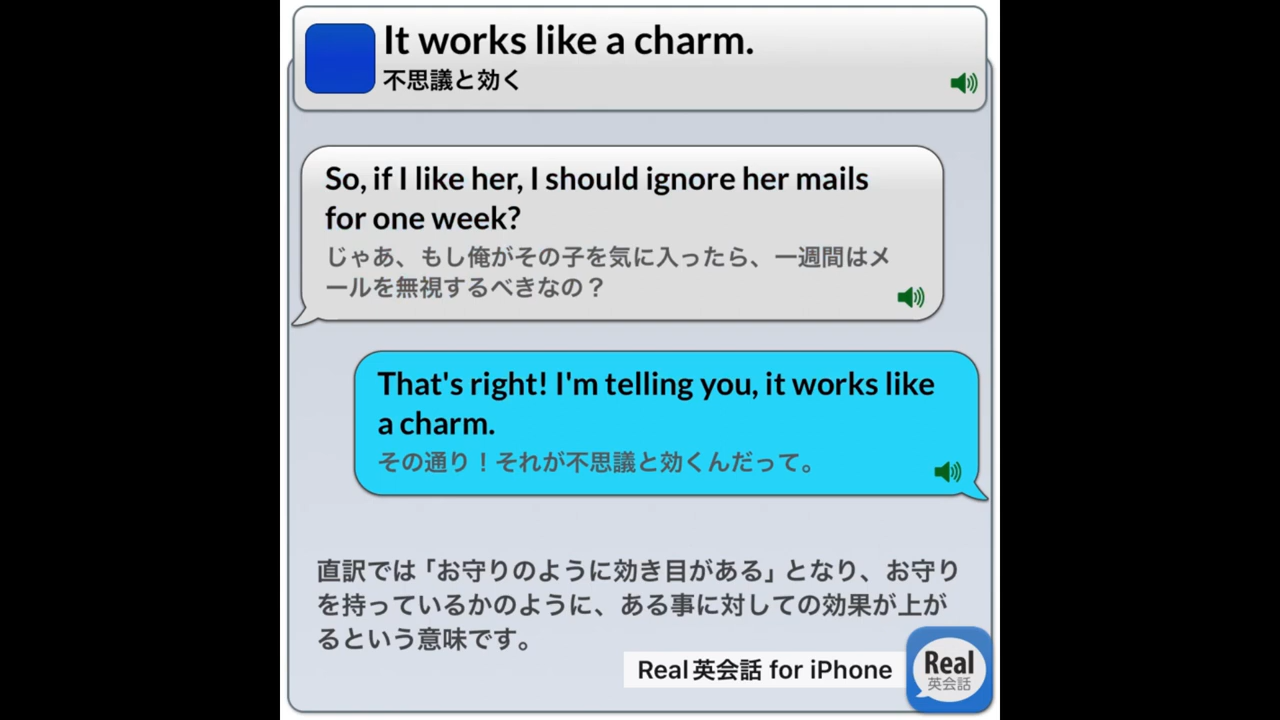 It works like a charm.
不思議と効く
So, if I like her, I should ignore her mails
for one week?
じゃあ、もし俺がその子を気に入ったら、一週間はメ
ールを無視するべきなの？
That's right! I'm telling you, it works like
a charm.
その通り！それが不思議と効くんだって。
直訳では「お守りのように効き目がある」となり、お守り
を持っているかのように、ある事に対しての効果が上が
るという意味です。
Real英会話 for iPhone
Real
英会話